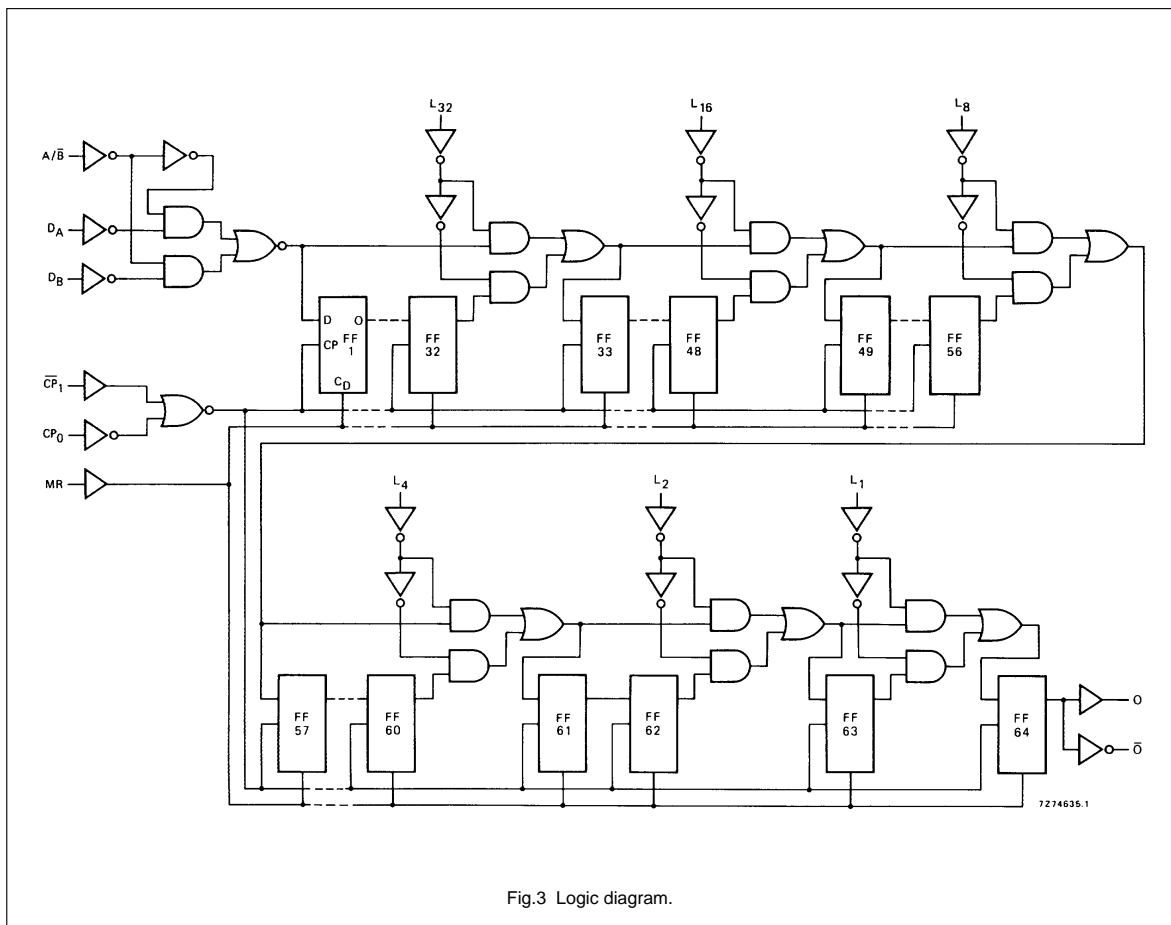 L32
L16
L8
A/B̅
DA
DB
D O
CP FF
1
CD
FF
32
FF
33
FF
48
FF
49
FF
56
C̅P̅1
CP0
MR
L4
L2
L1
FF
57
FF
60
FF
61
FF
62
FF
63
FF
64
O
O̅
7Z74635.1
Fig.3 Logic diagram.